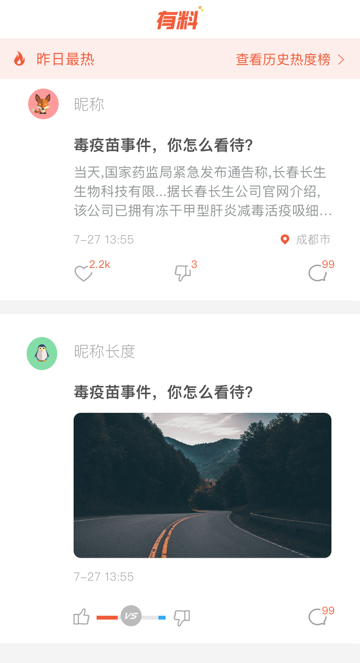 有料
昨日最热
查看历史热度榜
昵称
毒疫苗事件，你怎么看待?
当天,国家药监局紧急发布通告称,长春长生
生物科技有限...据长春长生公司官网介绍,
该公司已拥有冻干甲型肝炎减毒活疫吸细...
7-27 13:55
成都市
2.2k
3
99
昵称长度
毒疫苗事件，你怎么看待?
7-27 13:55
VS
99